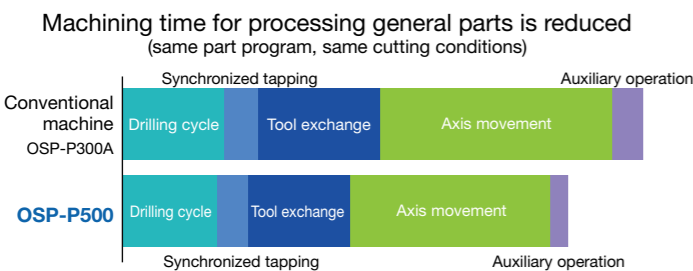 Machining time for processing general parts is reduced
(same part program, same cutting conditions)
Synchronized tapping
Auxiliary operation
Conventional
machine
OSP-P300A
Drilling cycle
Tool exchange
Axis movement
OSP-P500
Drilling cycle
Tool exchange
Axis movement
Synchronized tapping
Auxiliary operation